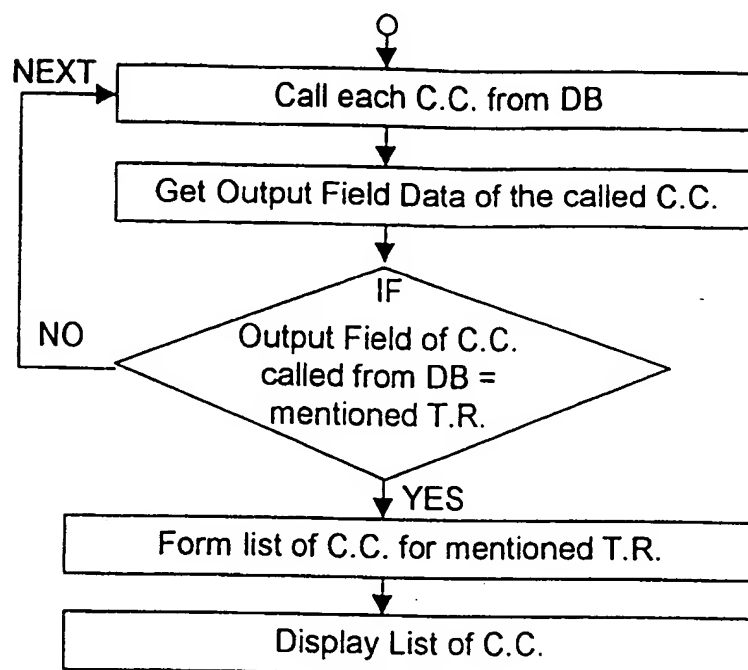 NEXT
Call each C.C. from DB
Get Output Field Data of the called C.C.
IF
NO
Output Field of C.C.
called from DB =
mentioned T.R.
YES
Form list of C.C. for mentioned T.R.
Display List of C.C.